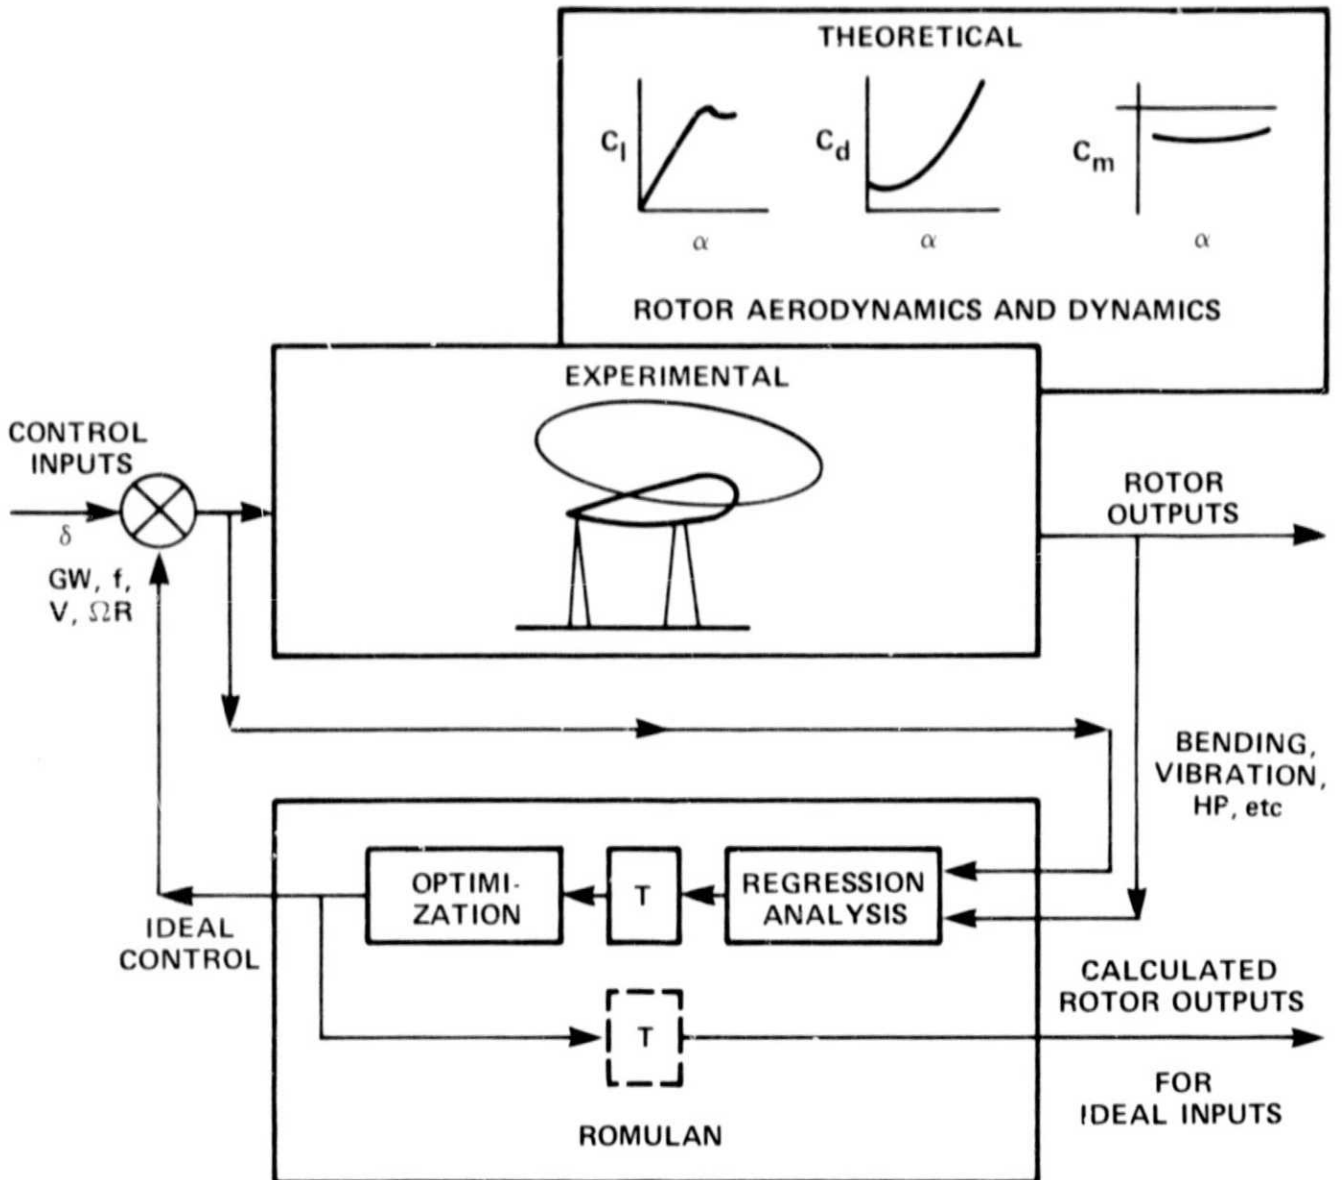 THEORETICAL
C_l
α
C_d
α
C_m
α
ROTOR AERODYNAMICS AND DYNAMICS
EXPERIMENTAL
CONTROL
INPUTS
δ
GW, f,
V, ΩR
ROTOR
OUTPUTS
BENDING,
VIBRATION,
HP, etc
OPTIMI-
ZATION
T
REGRESSION
ANALYSIS
IDEAL
CONTROL
T
CALCULATED
ROTOR OUTPUTS
FOR
IDEAL INPUTS
ROMULAN